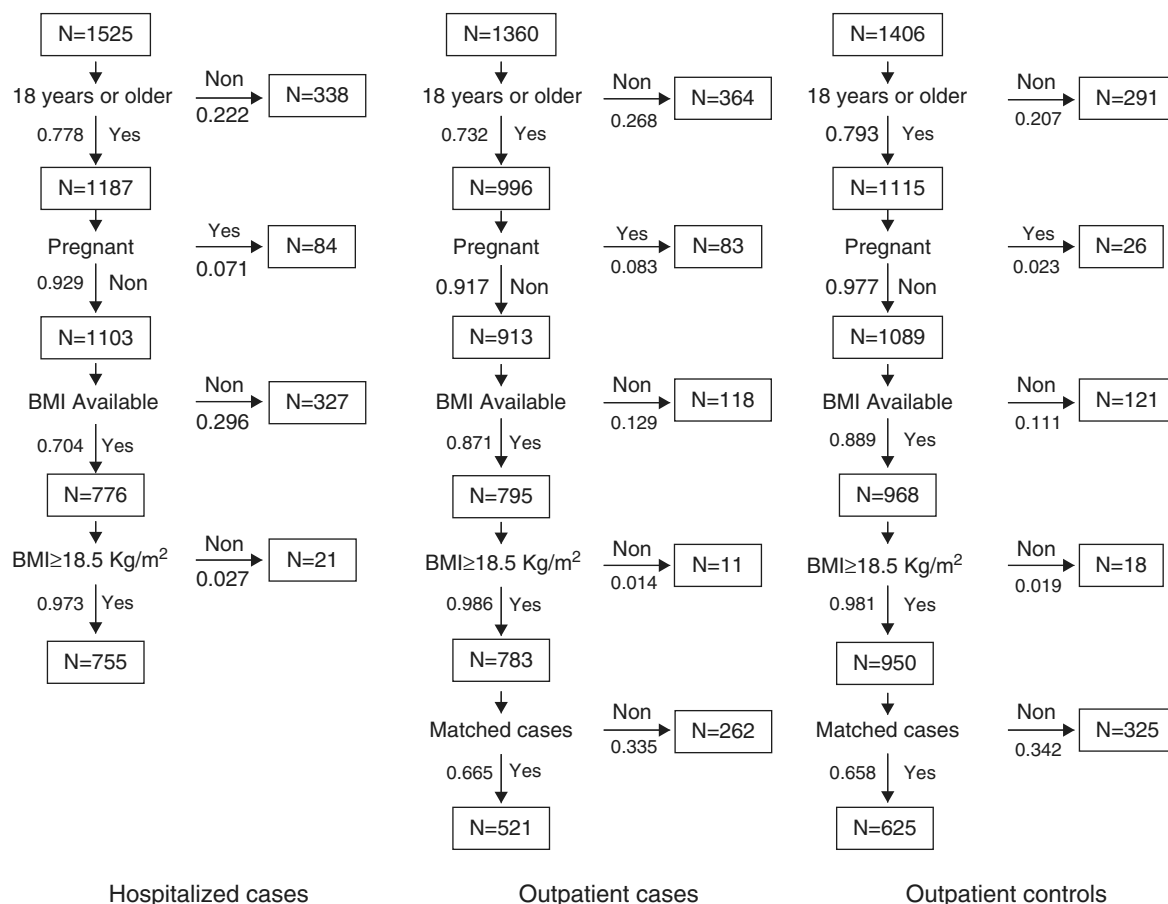 N=1525
18 years or older
Non
0.222
N=338
0.778 Yes
N=1187
Pregnant
Yes
0.071
N=84
0.929 Non
N=1103
BMI Available
Non
0.296
N=327
0.704 Yes
N=776
BMI≥18.5 Kg/m²
Non
0.027
N=21
0.973 Yes
N=755
Hospitalized cases
N=1360
18 years or older
Non
0.268
N=364
0.732 Yes
N=996
Pregnant
Yes
0.083
N=83
0.917 Non
N=913
BMI Available
Non
0.129
N=118
0.871 Yes
N=795
BMI≥18.5 Kg/m²
Non
0.014
N=11
0.986 Yes
N=783
Matched cases
Non
0.335
N=262
0.665 Yes
N=521
Outpatient cases
N=1406
18 years or older
Non
0.207
N=291
0.793 Yes
N=1115
Pregnant
Yes
0.023
N=26
0.977 Non
N=1089
BMI Available
Non
0.111
N=121
0.889 Yes
N=968
BMI≥18.5 Kg/m²
Non
0.019
N=18
0.981 Yes
N=950
Matched cases
Non
0.342
N=325
0.658 Yes
N=625
Outpatient controls